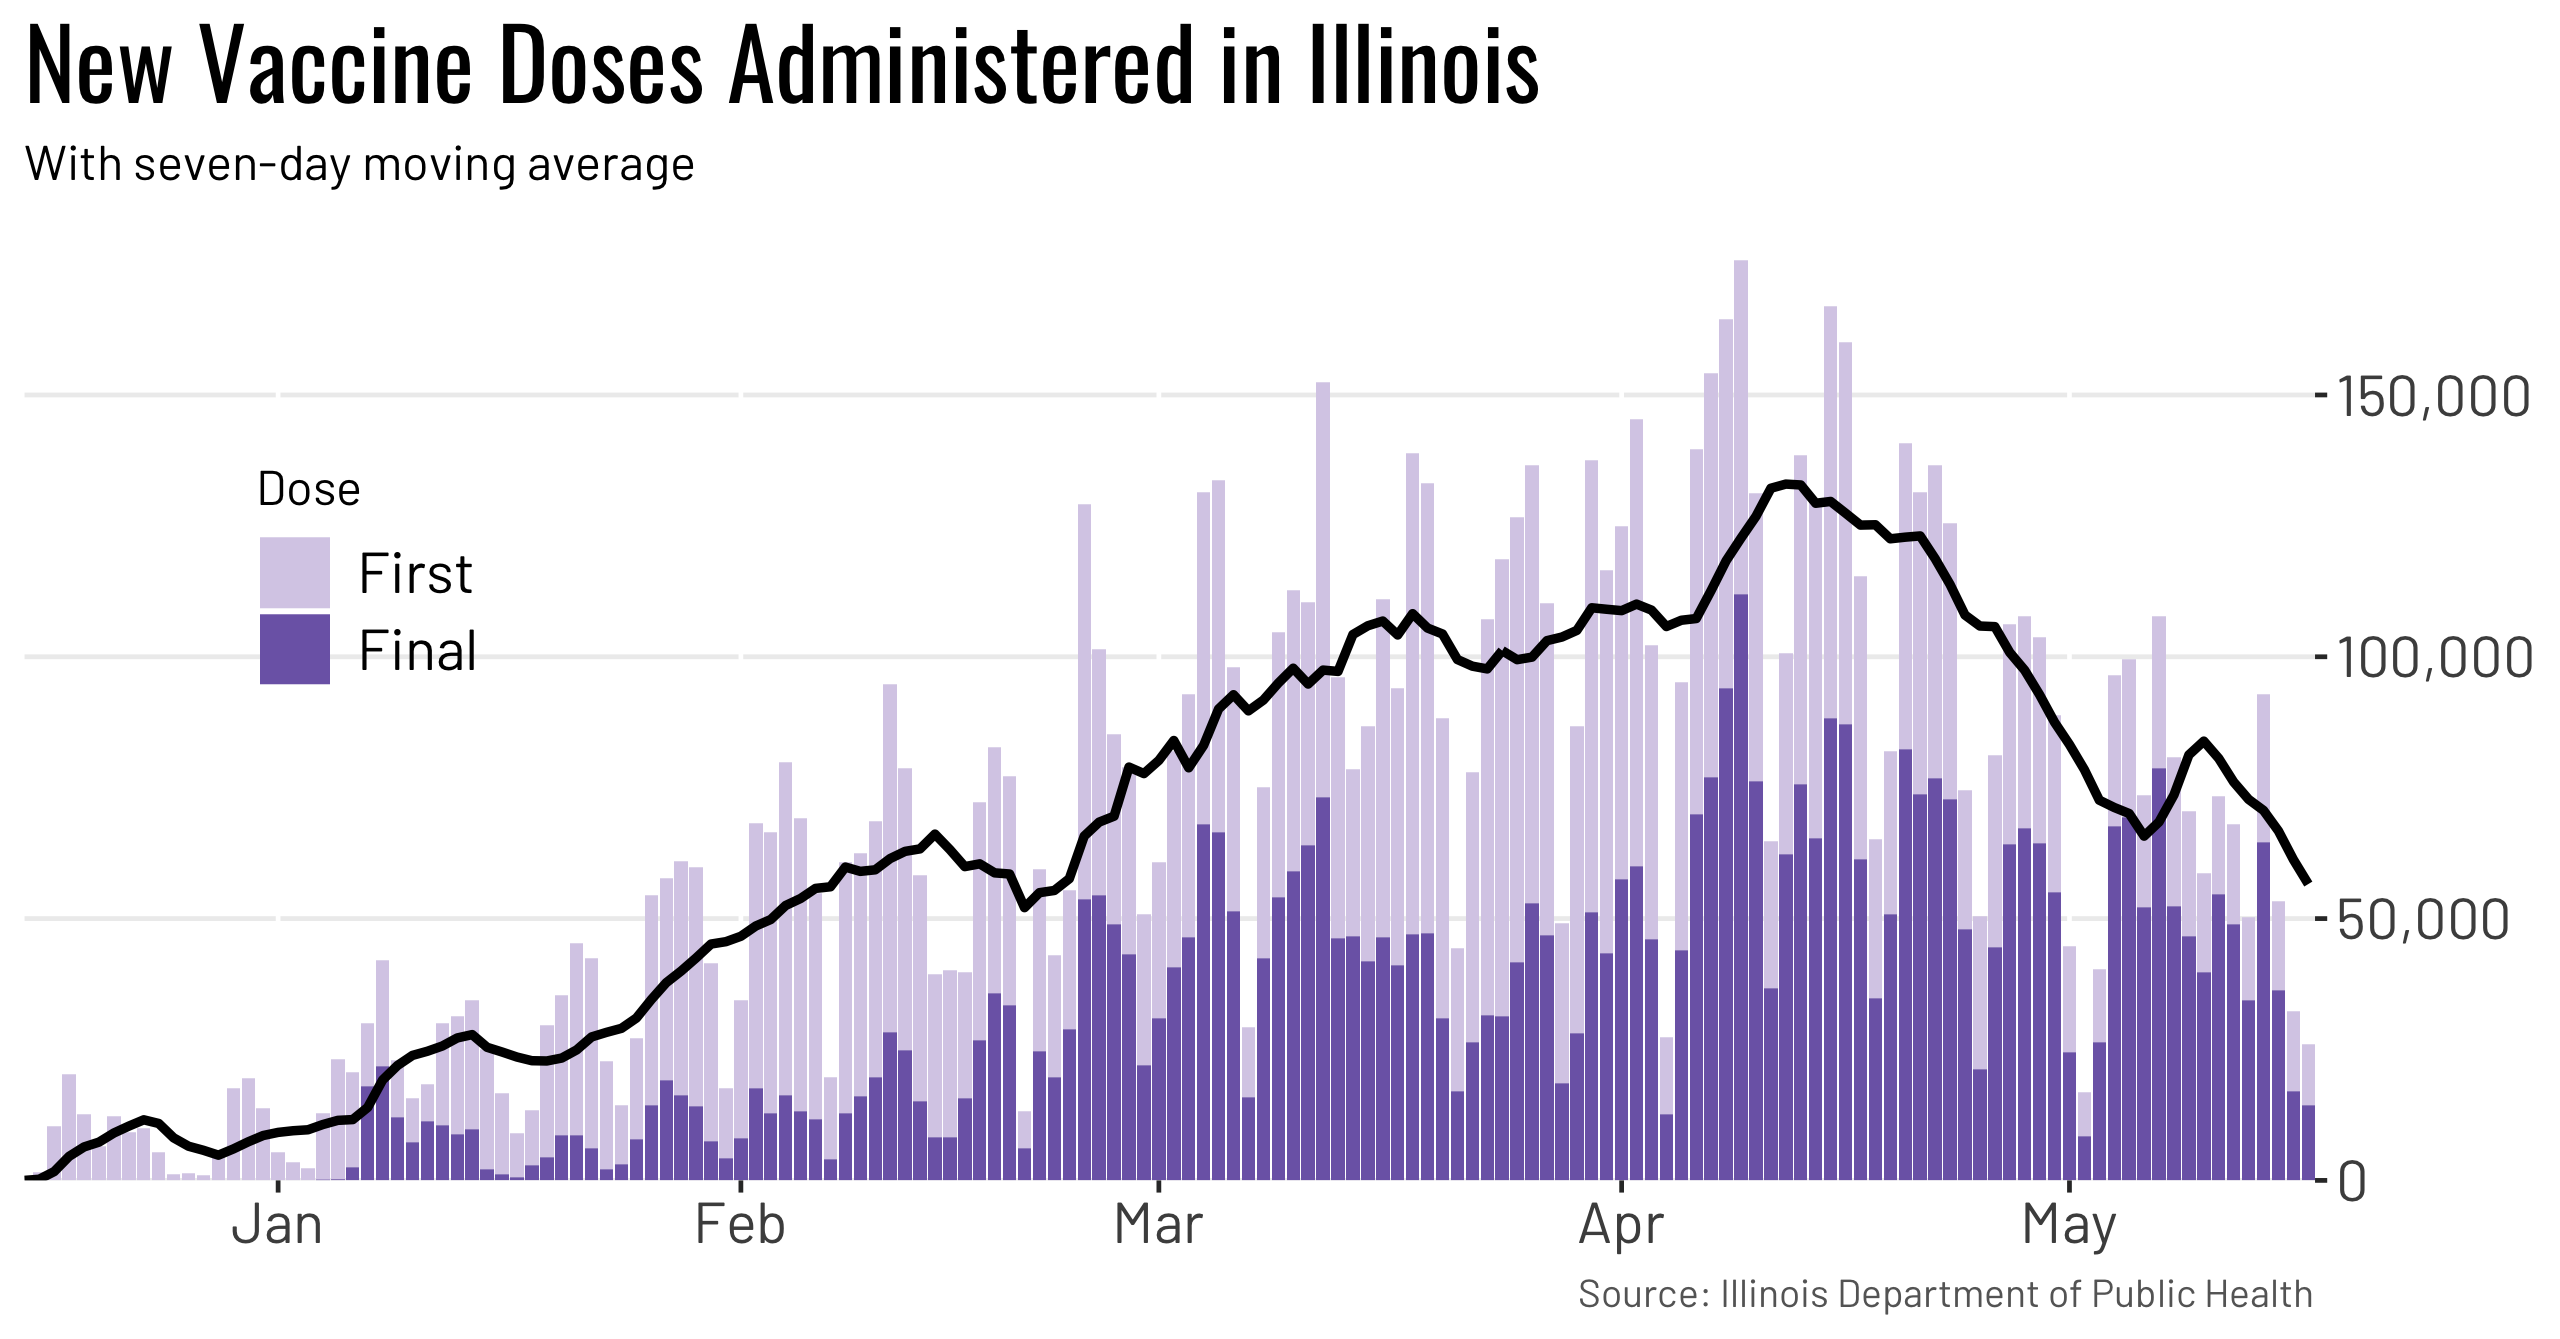 New Vaccine Doses Administered in Illinois
With seven-day moving average
150,000
Dose
First
Final
100,000
50,000
0
Jan Feb Mar Apr May
Source: Illinois Department of Public Health